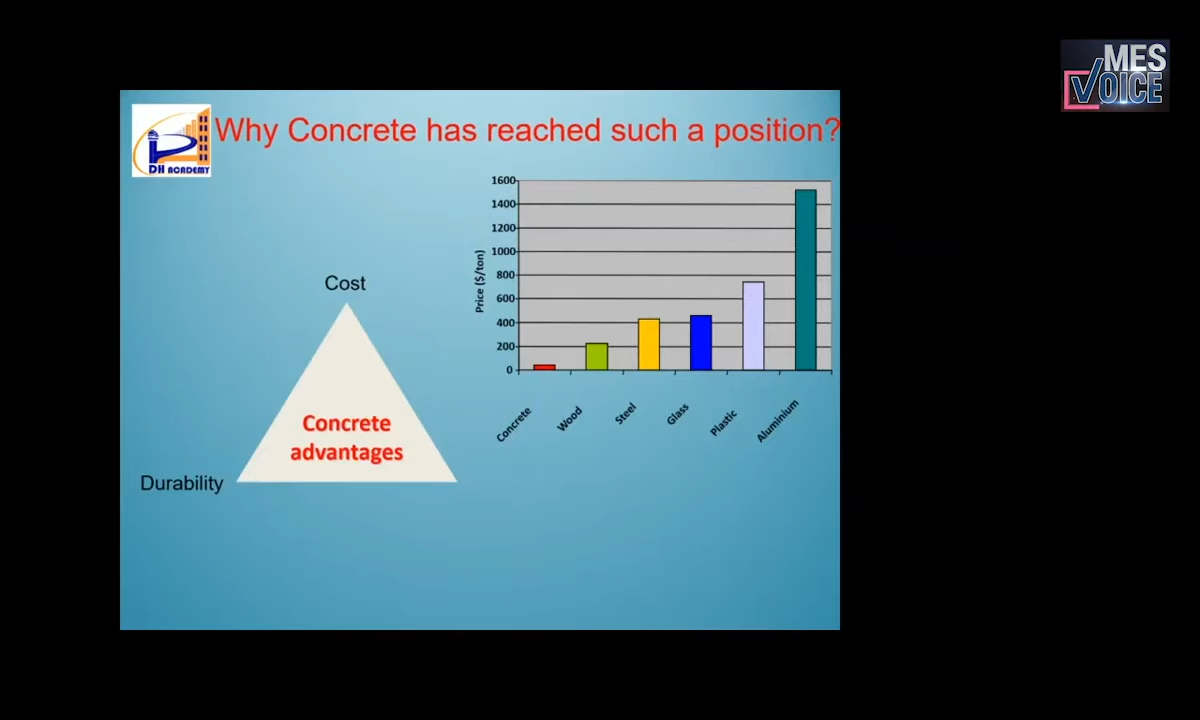 MES
VOICE
DH ACADEMY
Why Concrete has reached such a position?
Cost
Concrete
advantages
Durability
Price ($/ton)
1600
1400
1200
1000
800
600
400
200
0
Concrete
Wood
Steel
Glass
Plastic
Aluminium